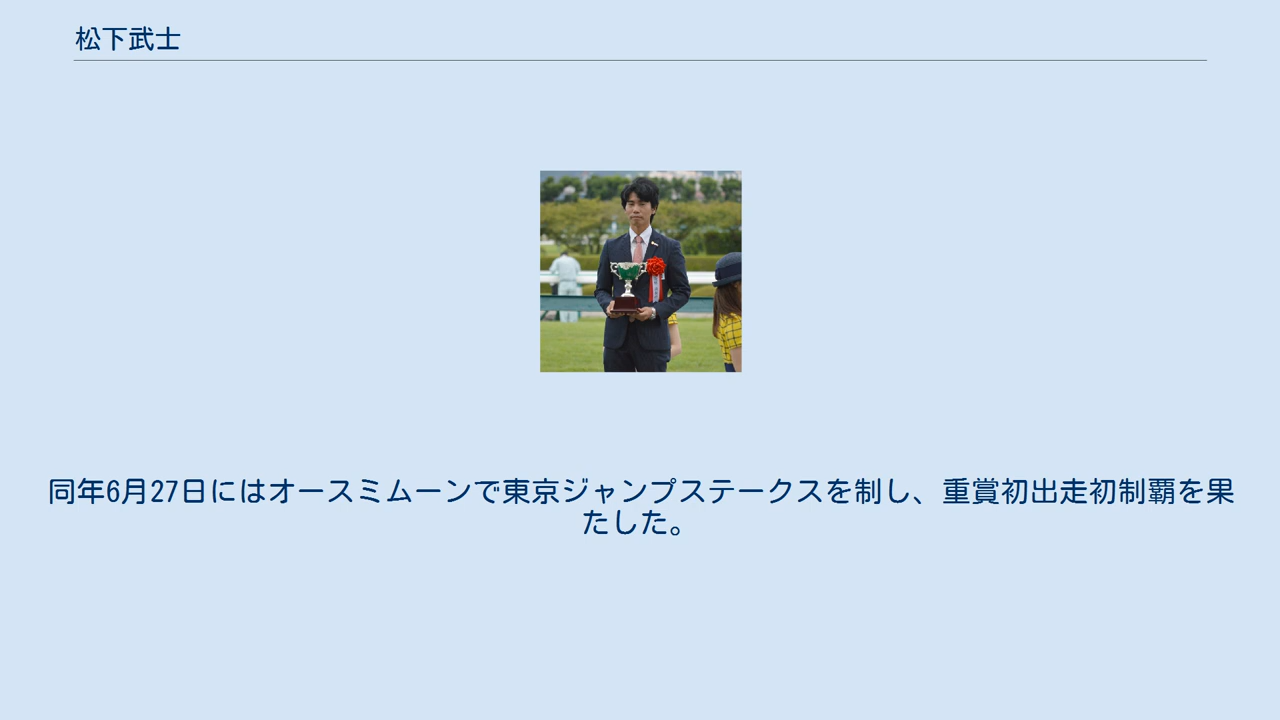 松下武士
同年6月27日にはオースミムーンで東京ジャンプステークスを制し、重賞初出走初制覇を果
たした。